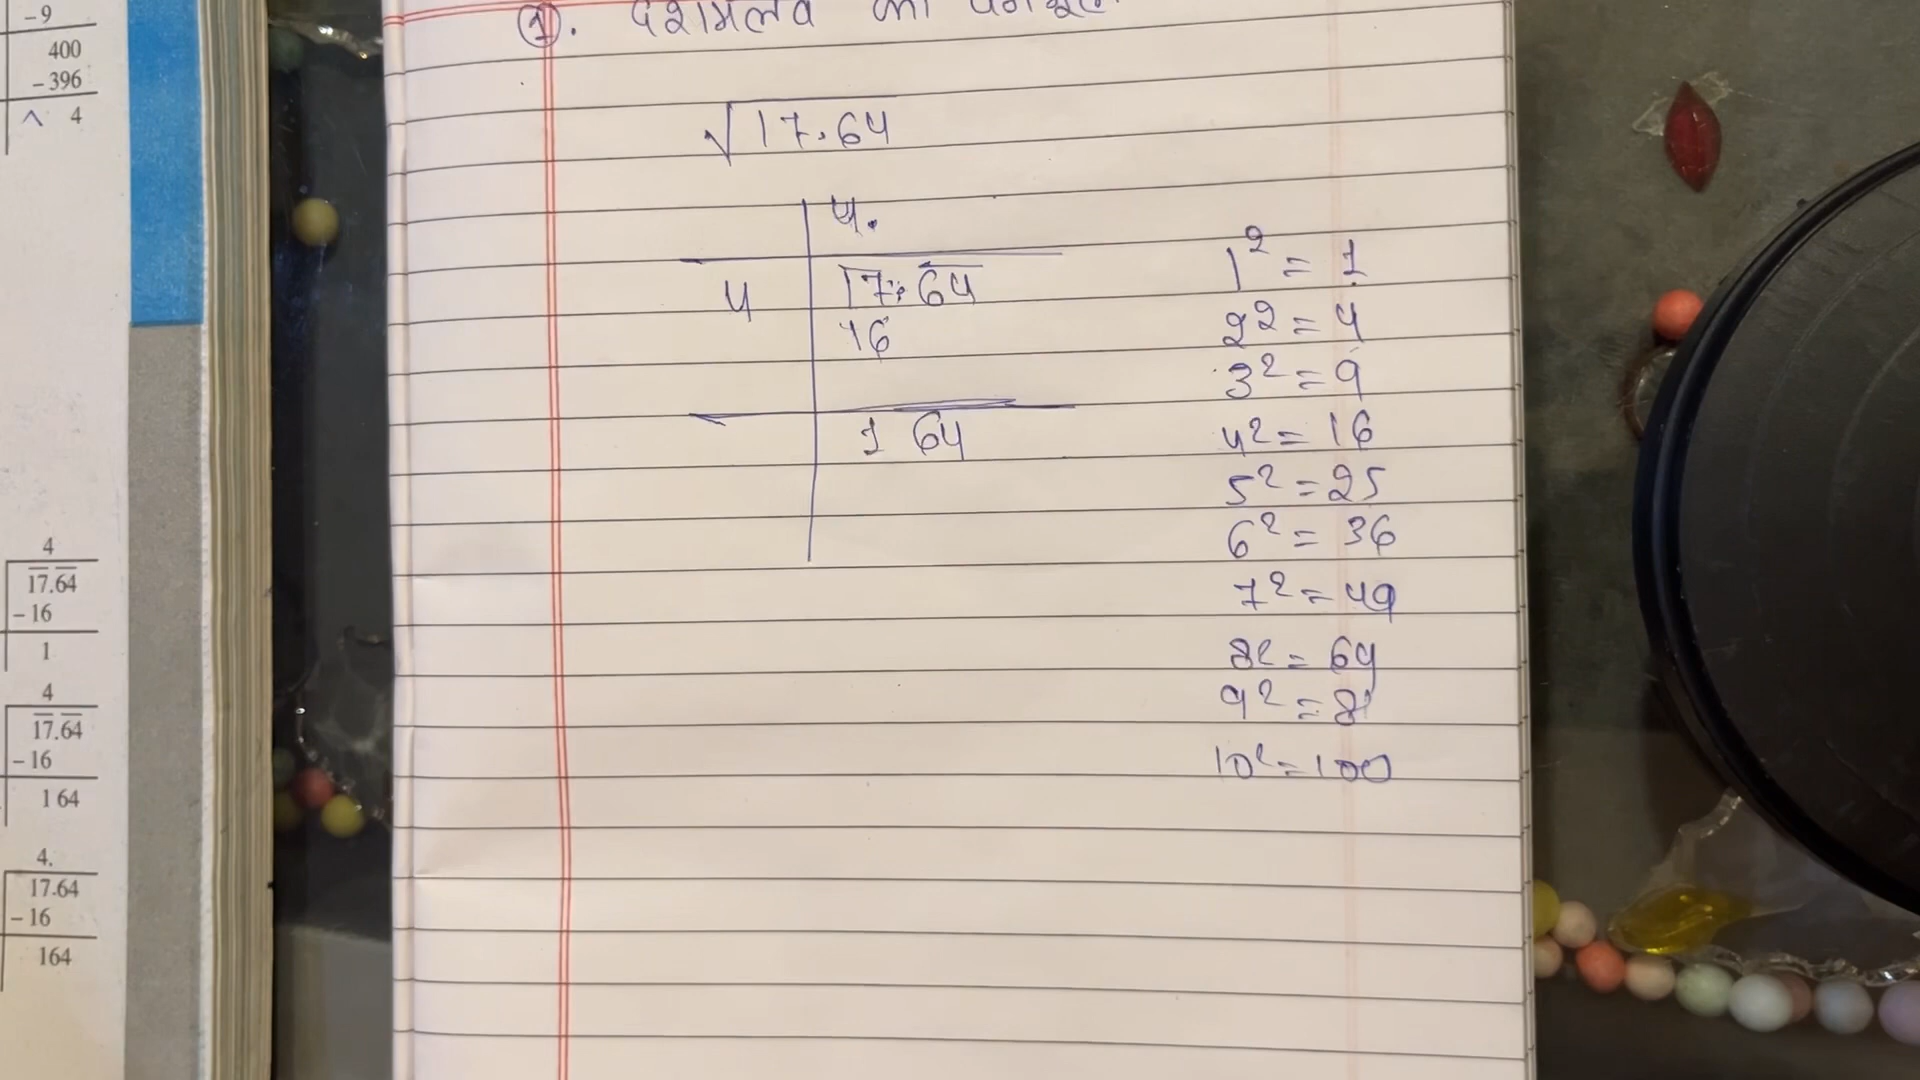 -9
400
- 396
^ 4
4
17.64
- 16
1
4
17.64
- 16
1 64
4.
17.64
- 16
164
1. दशमलव का
√17.64
4.
4 17.64
16
1 64
1² = 1
2² = 4
3² = 9
4² = 16
5² = 25
6² = 36
7² = 49
8² = 64
9² = 81
10² = 100